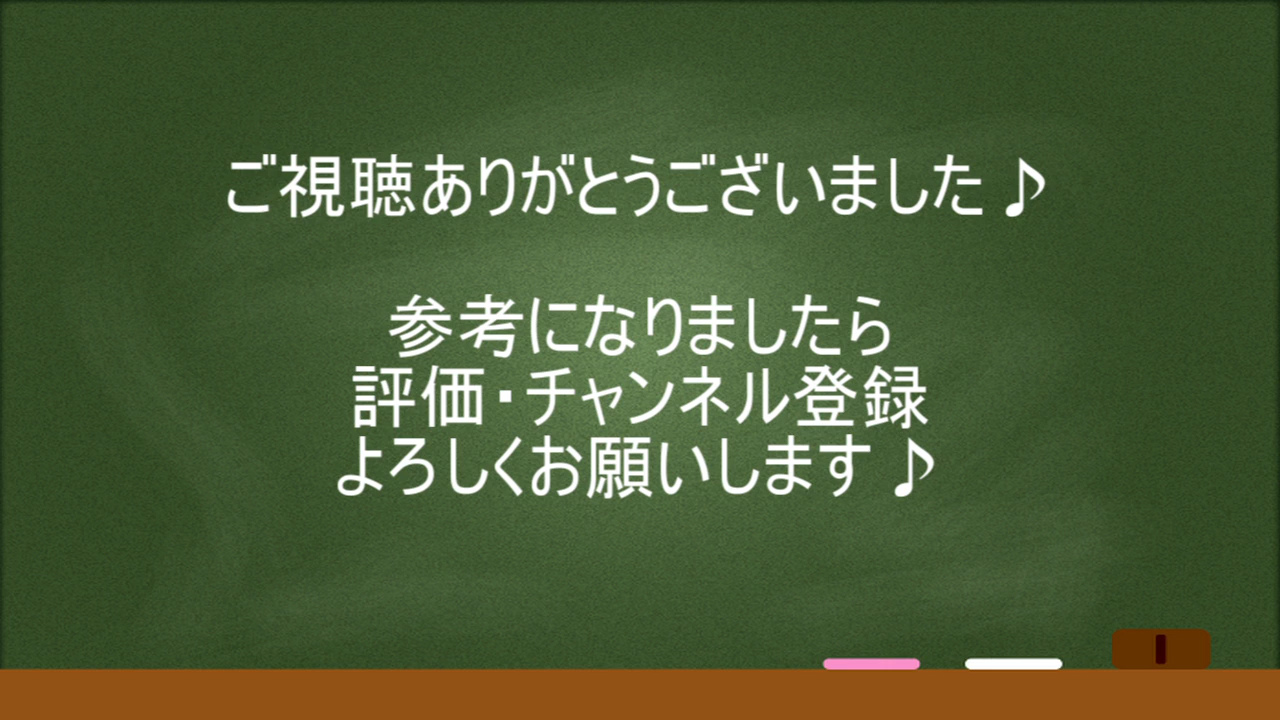 ご視聴ありがとうございました♪
参考になりましたら
評価・チャンネル登録
よろしくお願いします♪